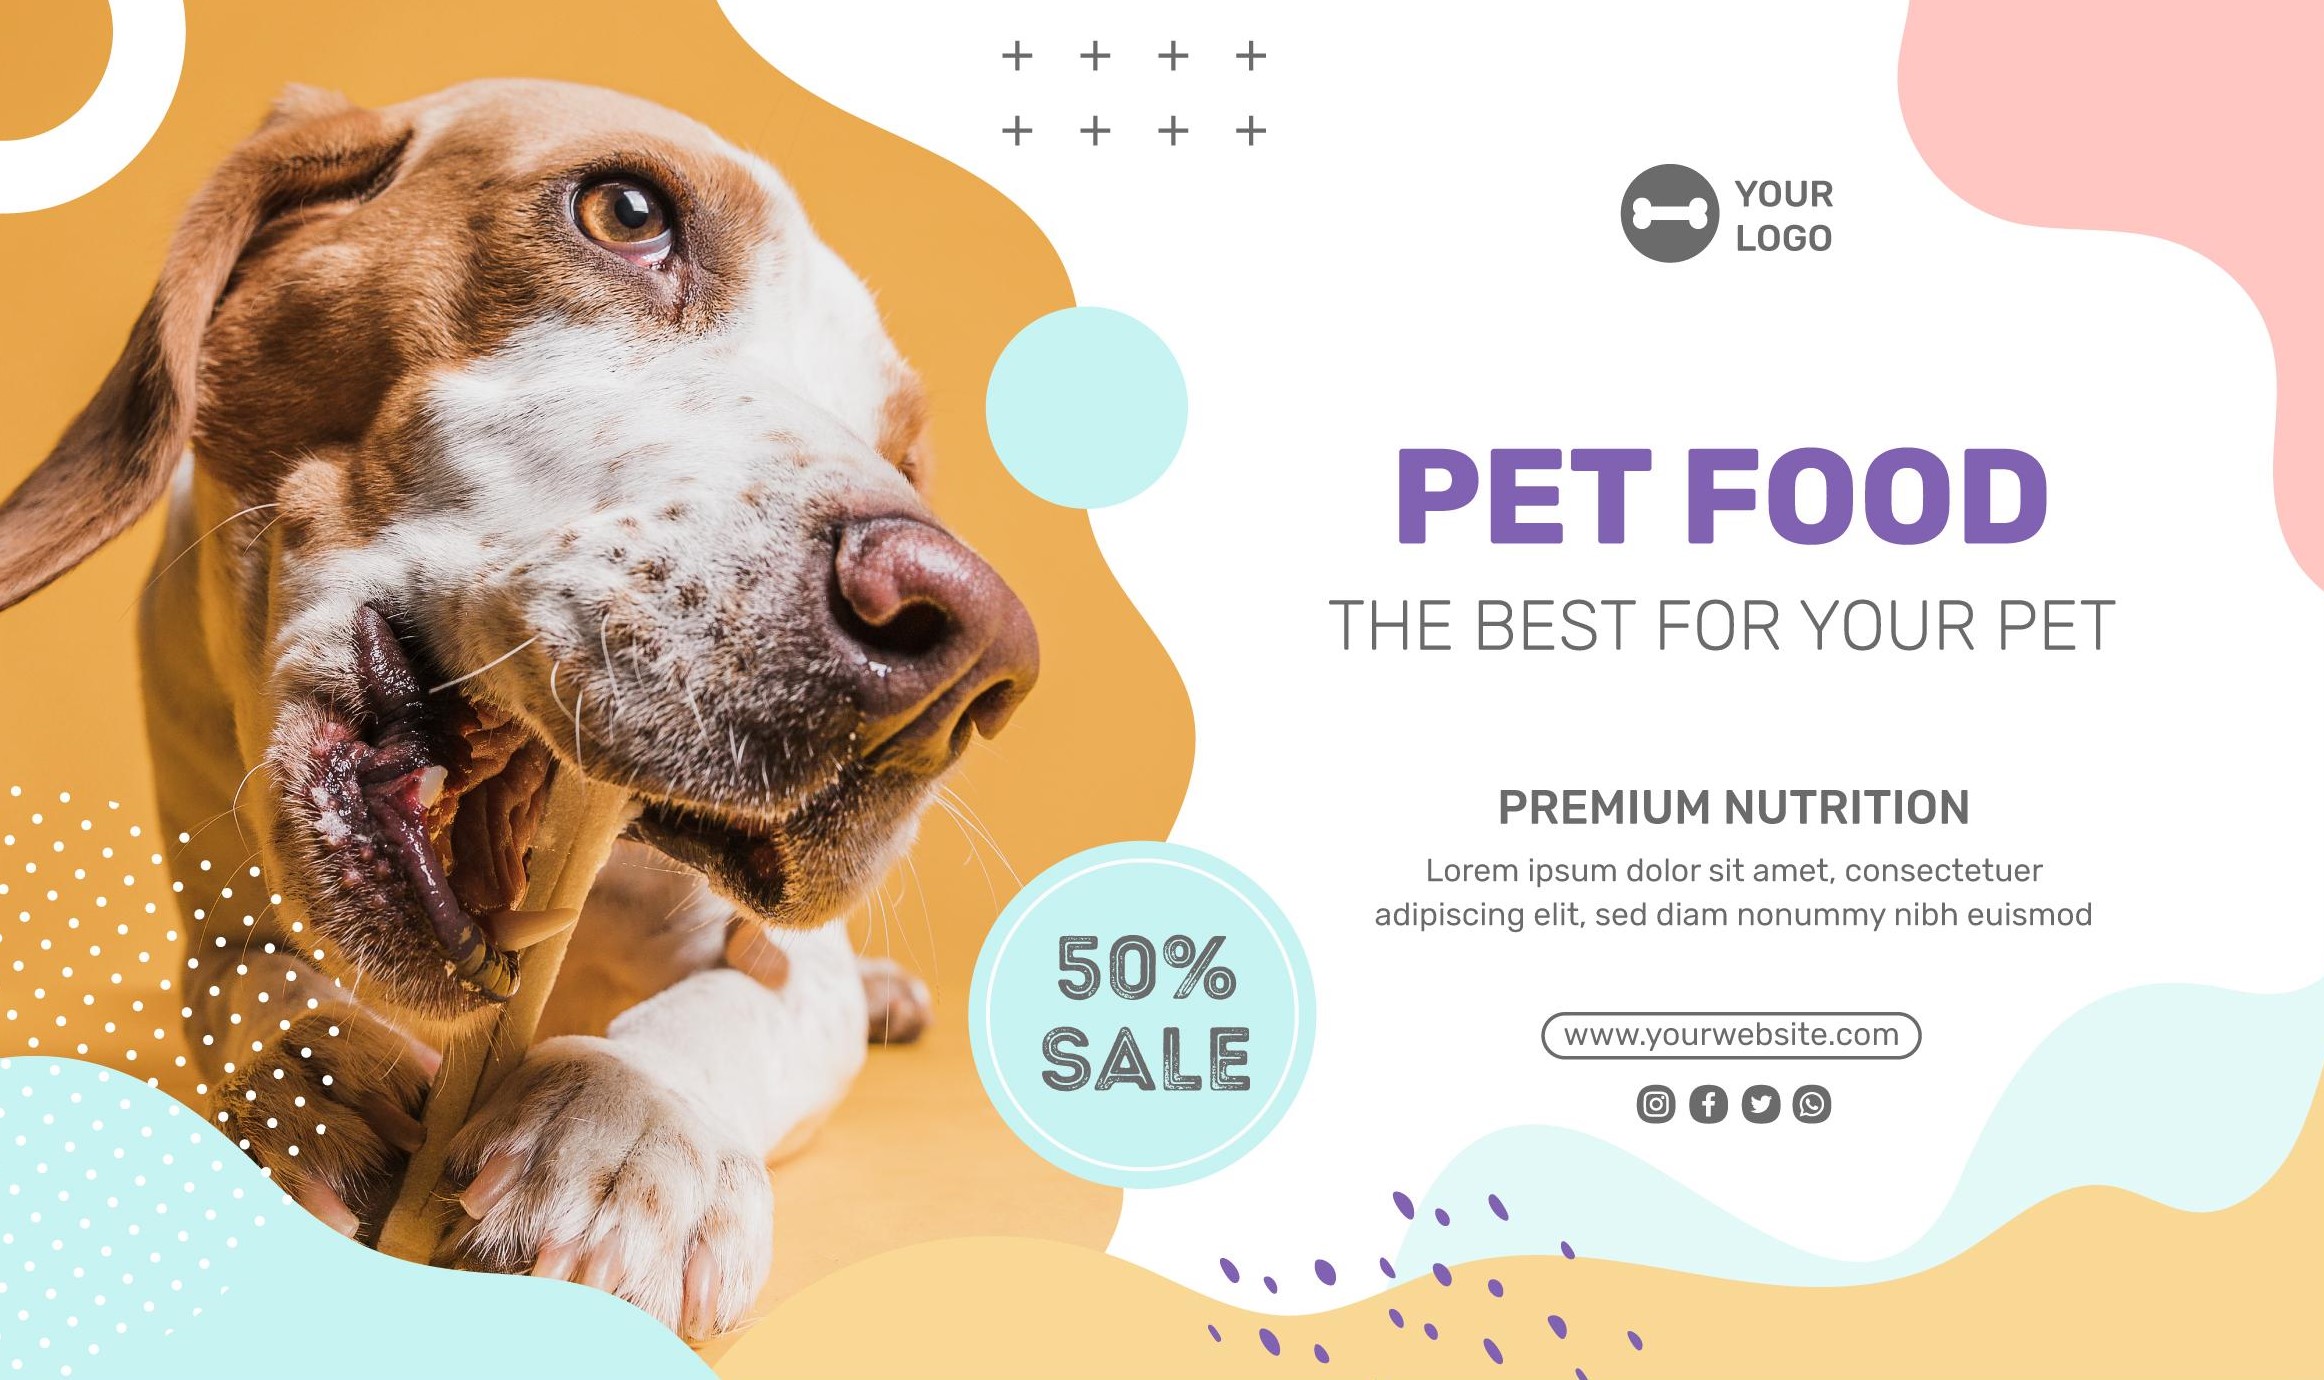 YOUR
LOGO
PET FOOD
THE BEST FOR YOUR PET
PREMIUM NUTRITION
Lorem ipsum dolor sit amet, consectetuer
adipiscing elit, sed diam nonummy nibh euismod
50%
SALE
www.yourwebsite.com